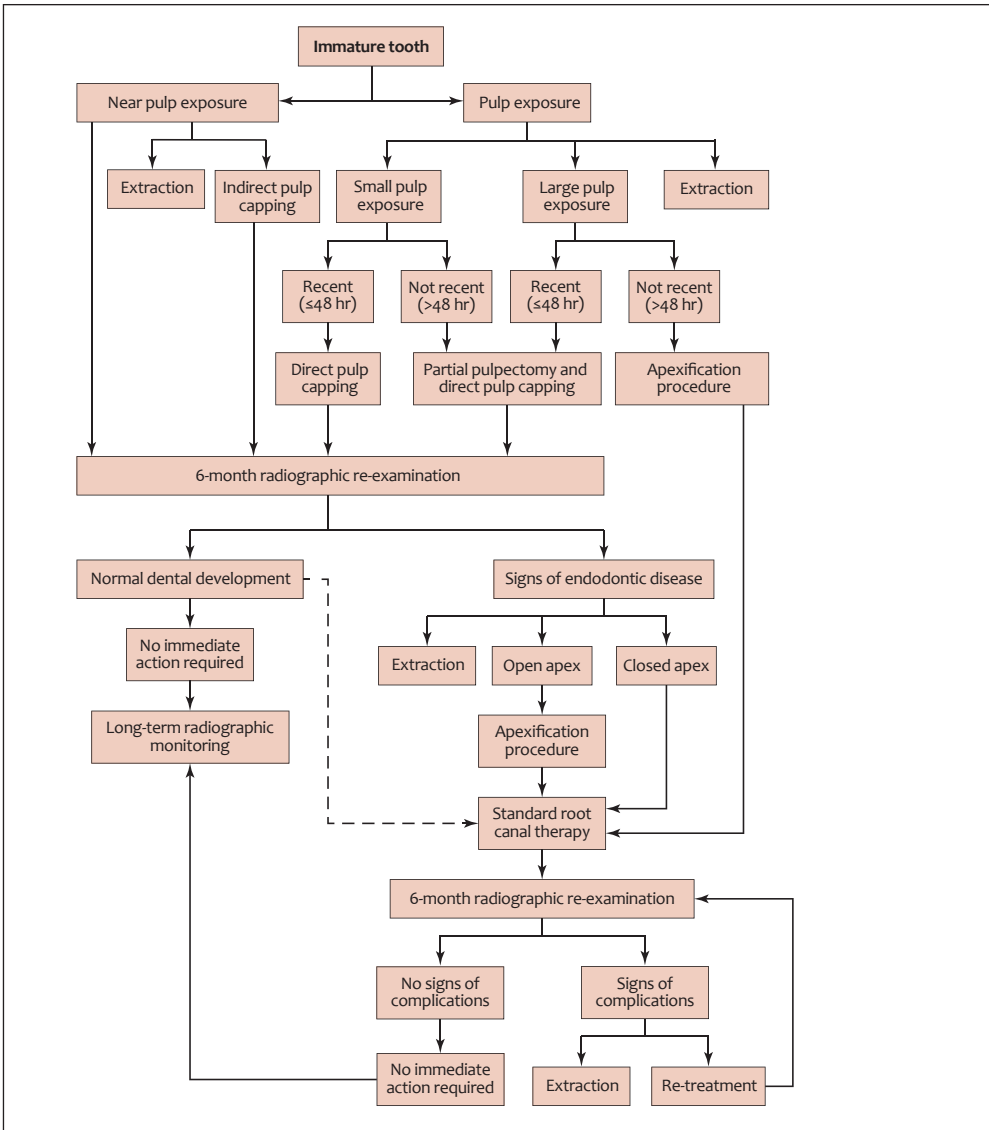 Immature tooth
Near pulp exposure
Pulp exposure
Extraction
Indirect pulp
capping
Small pulp
exposure
Large pulp
exposure
Extraction
Recent
(≤48 hr)
Not recent
(>48 hr)
Recent
(≤48 hr)
Not recent
(>48 hr)
Direct pulp
capping
Partial pulpectomy and
direct pulp capping
Apexification
procedure
6-month radiographic re-examination
Normal dental development
Signs of endodontic disease
No immediate
action required
Extraction
Open apex
Closed apex
Long-term radiographic
monitoring
Apexification
procedure
Standard root
canal therapy
6-month radiographic re-examination
No signs of
complications
Signs of
complications
No immediate
action required
Extraction
Re-treatment